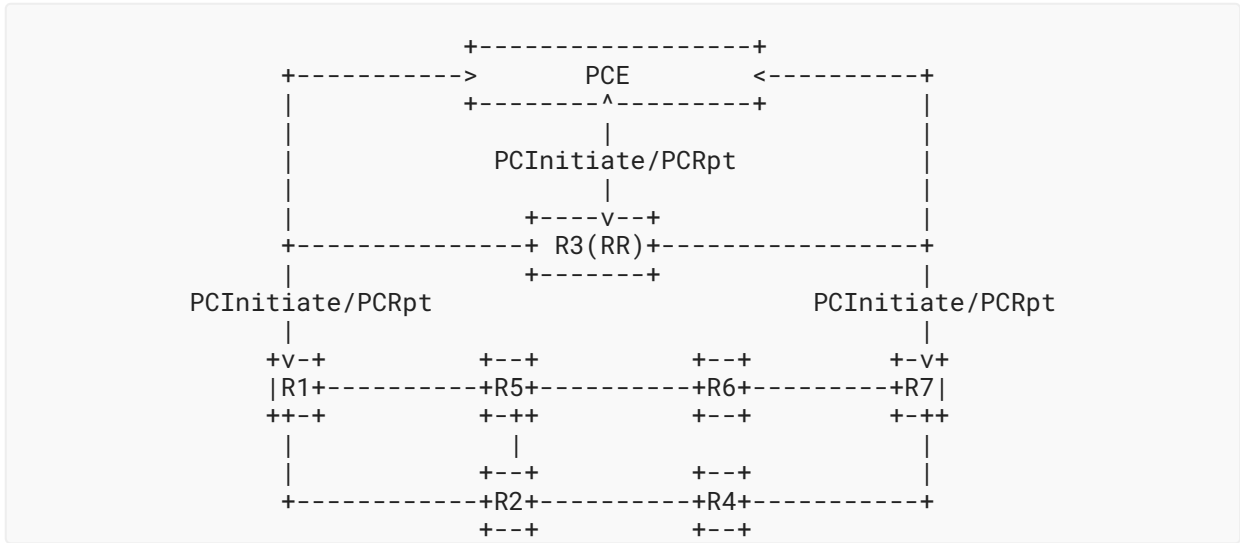 PCE
PCInitiate/PCRpt
R3(RR)
PCInitiate/PCRpt PCInitiate/PCRpt
R1 R5 R6 R7
R2 R4